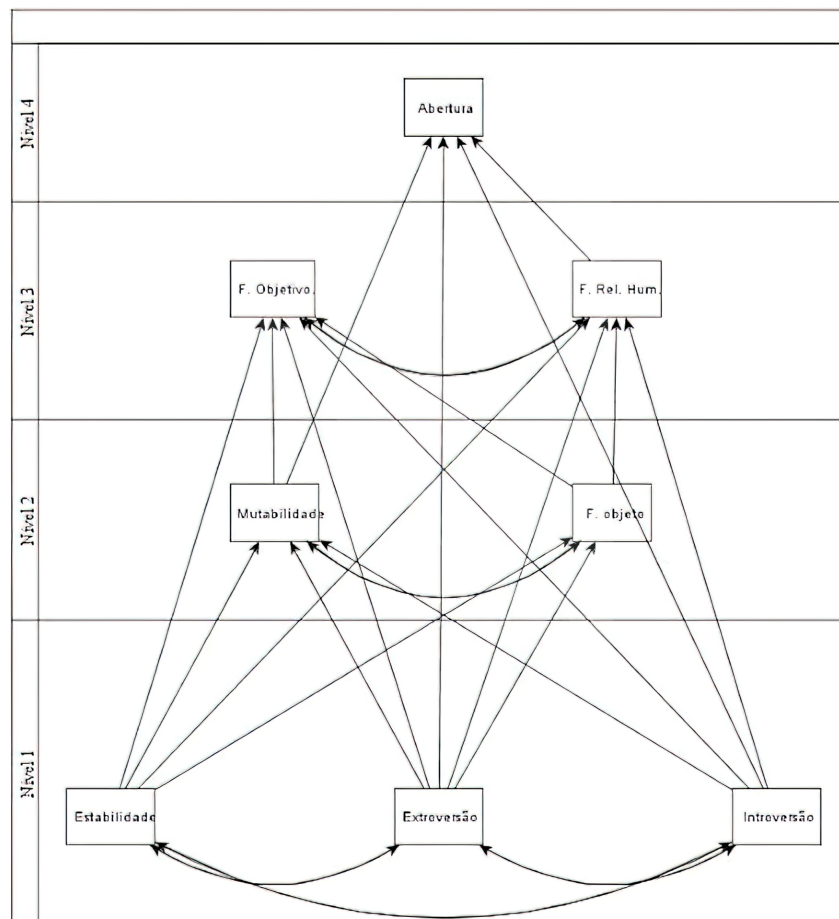 Nível 4
Abertura
Nível 3
F. Objetivo.
F. Rel. Hum.
Nível 2
Mutabilidade
F. objeto
Nível 1
Estabilidade
Extroversão
Introversão